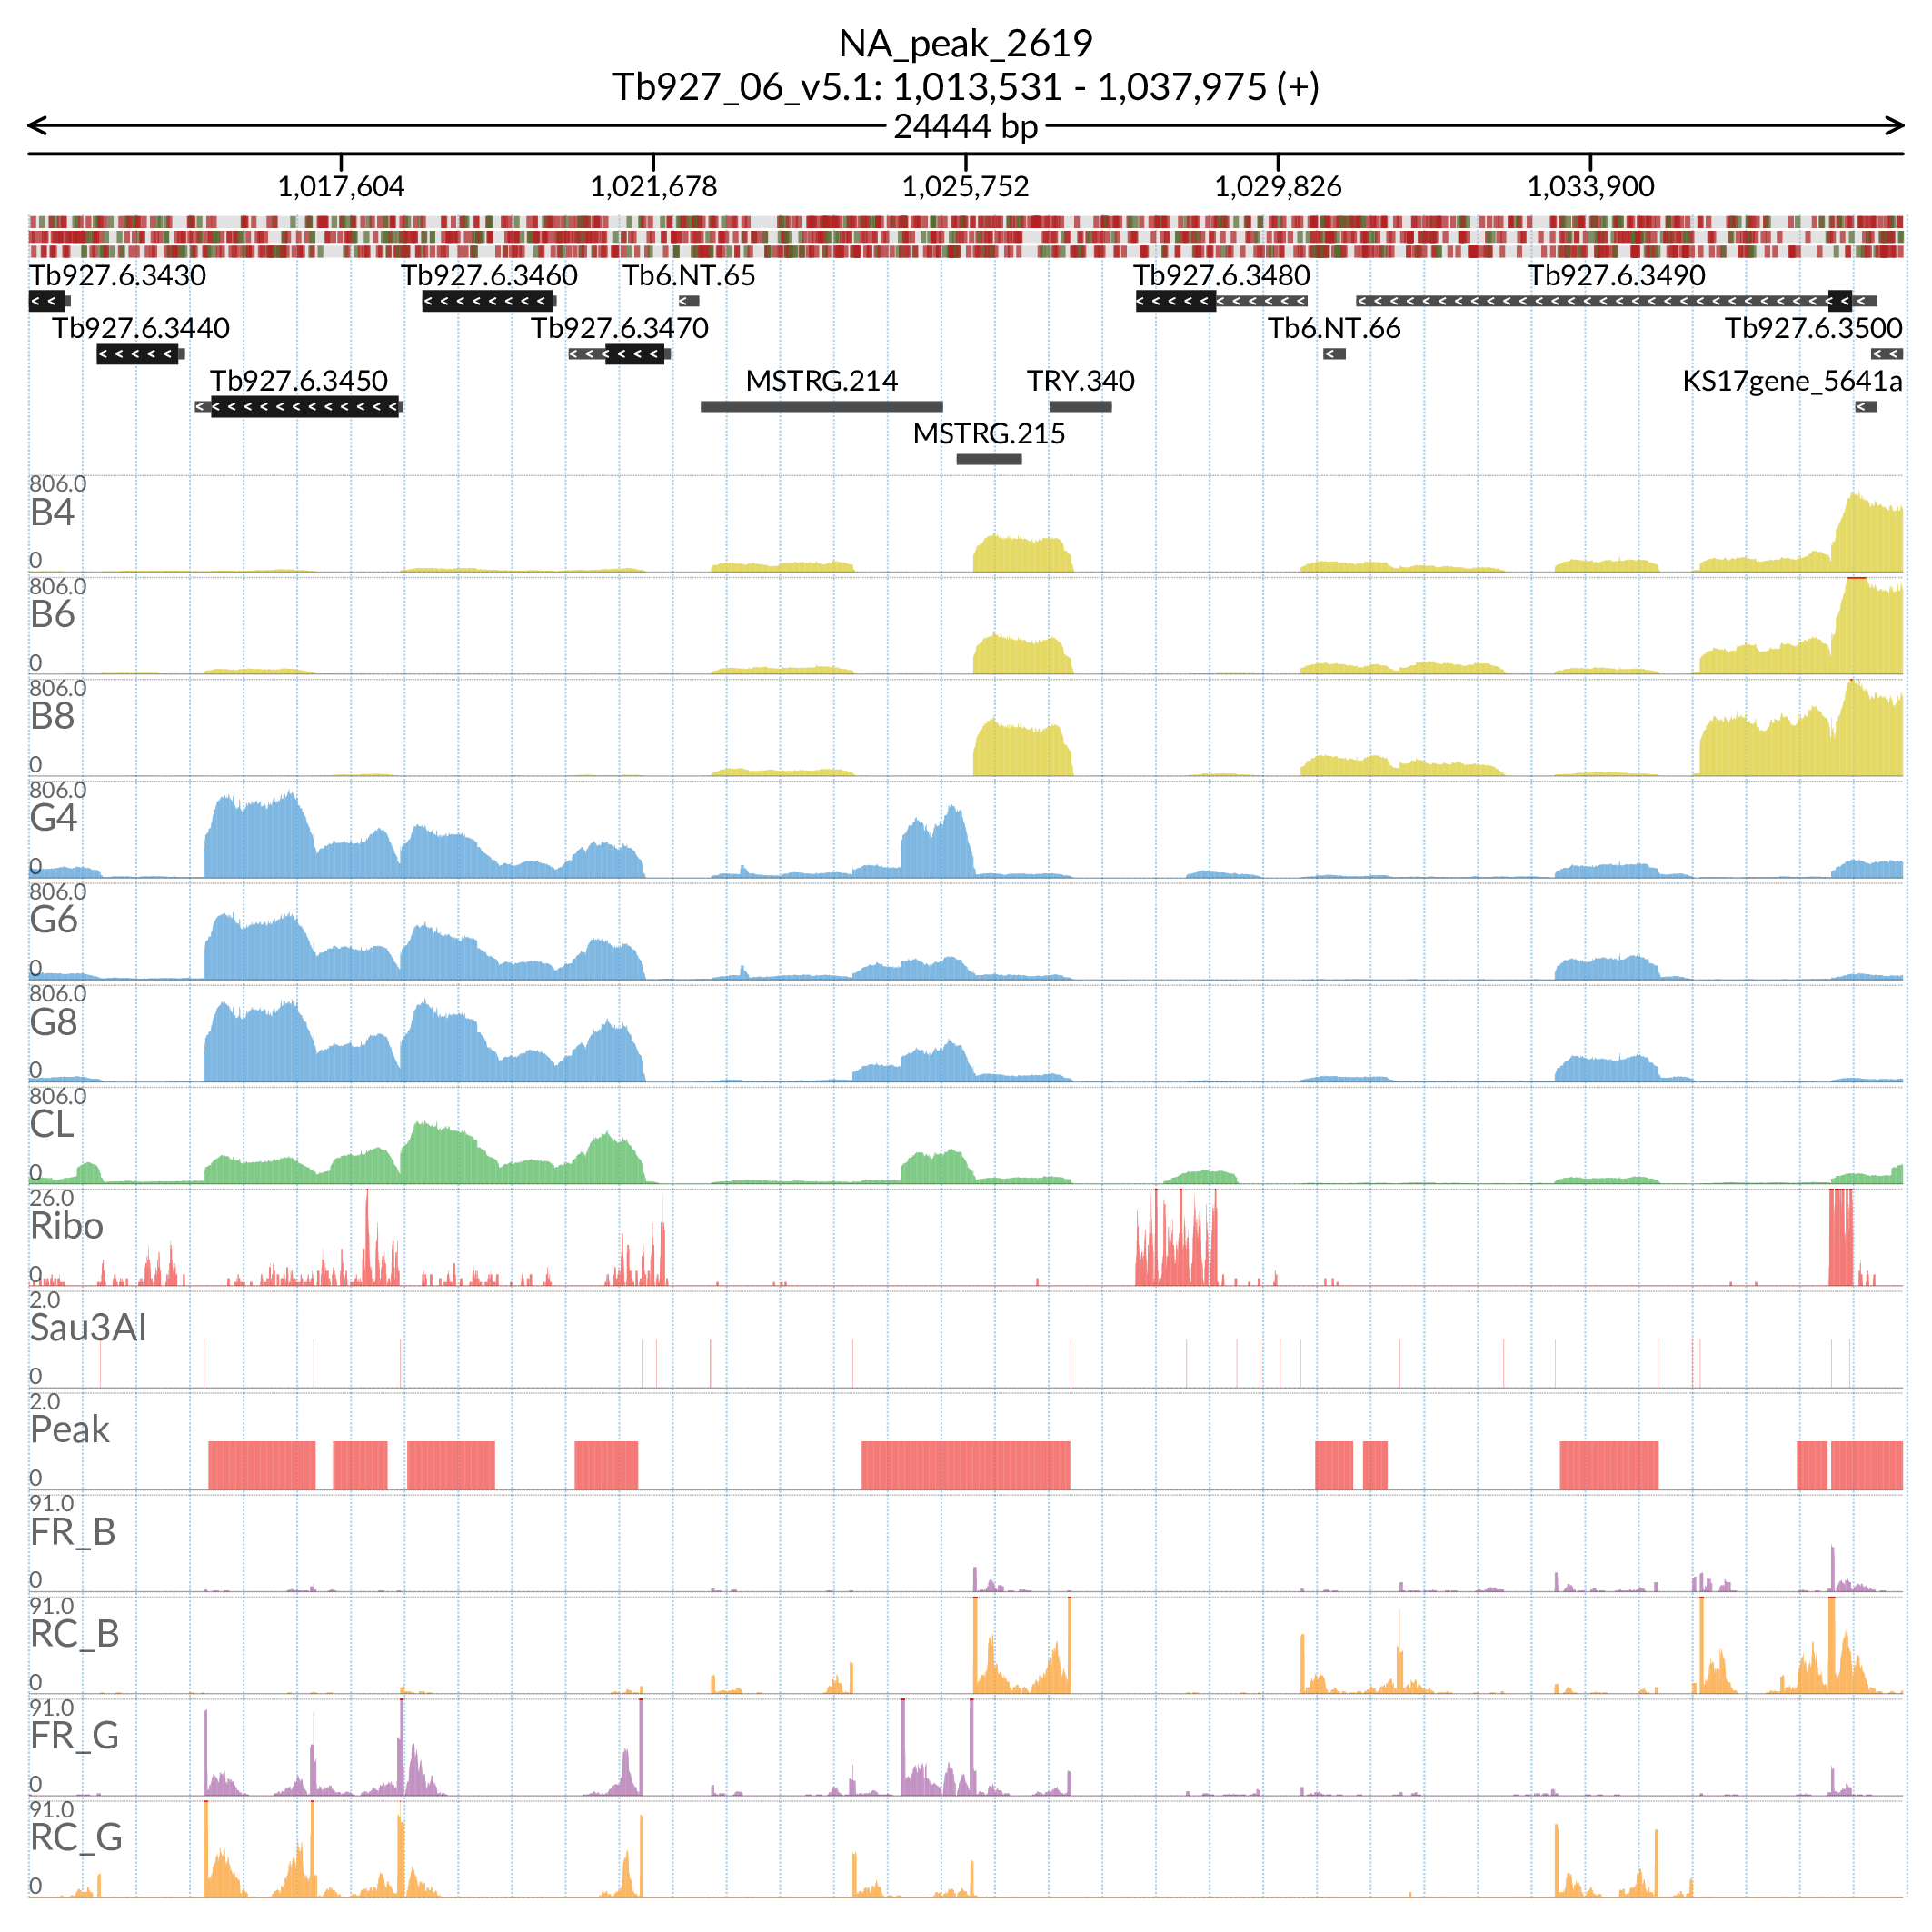 NA_peak_2619
Tb927_06_v5.1: 1,013,531 - 1,037,975 (+)
24444 bp
1,017,604 1,021,678 1,025,752 1,029,826 1,033,900
Tb927.6.3430 Tb927.6.3460 Tb6.NT.65 Tb927.6.3480 Tb927.6.3490
Tb927.6.3440 Tb927.6.3470 Tb6.NT.66 Tb927.6.3500
Tb927.6.3450 MSTRG.214 TRY.340 KS17gene_5641a
MSTRG.215
806.0
B4
0
806.0
B6
0
806.0
B8
0
806.0
G4
0
806.0
G6
0
806.0
G8
0
806.0
CL
0
26.0
Ribo
0
2.0
Sau3AI
0
2.0
Peak
0
91.0
FR_B
0
91.0
RC_B
0
91.0
FR_G
0
91.0
RC_G
0